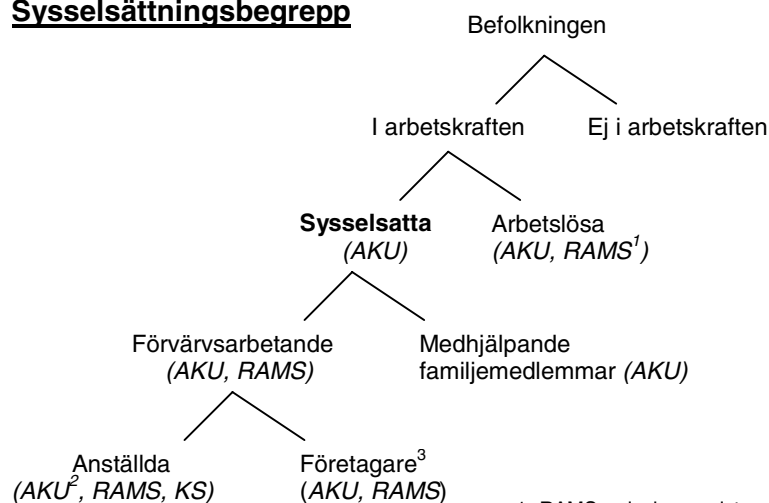 Sysselsättningsbegrepp
Befolkningen
I arbetskraften
Ej i arbetskraften
Sysselsatta
(AKU)
Arbetslösa
(AKU, RAMS¹)
Förvärvsarbetande
(AKU, RAMS)
Medhjälpande
familjemedlemmar (AKU)
Anställda
(AKU², RAMS, KS)
Företagare³
(AKU, RAMS)